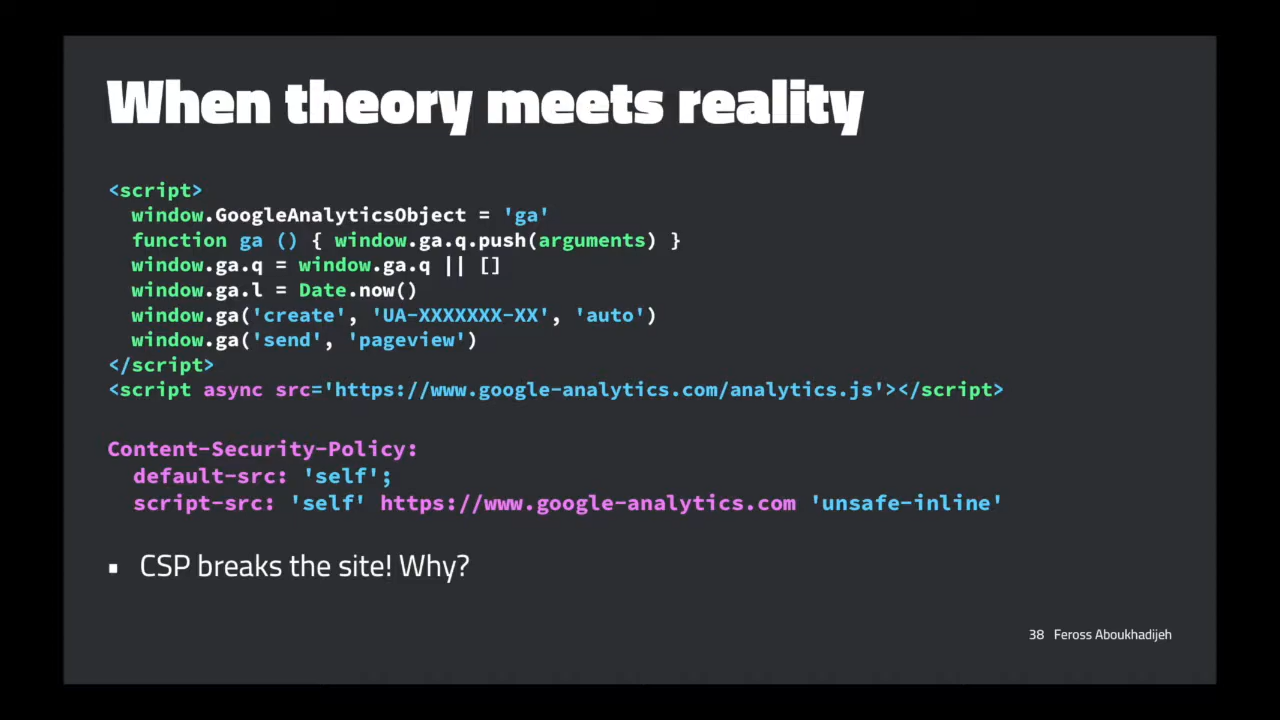 When theory meets reality
<script>
window.GoogleAnalyticsObject = 'ga'
function ga () { window.ga.q.push(arguments) }
window.ga.q = window.ga.q || []
window.ga.l = Date.now()
window.ga('create', 'UA-XXXXXXX-XX', 'auto')
window.ga('send', 'pageview')
</script>
<script async src='https://www.google-analytics.com/analytics.js'></script>
Content-Security-Policy:
default-src: 'self';
script-src: 'self' https://www.google-analytics.com 'unsafe-inline'
▪ CSP breaks the site! Why?
38 Feross Aboukhadijeh